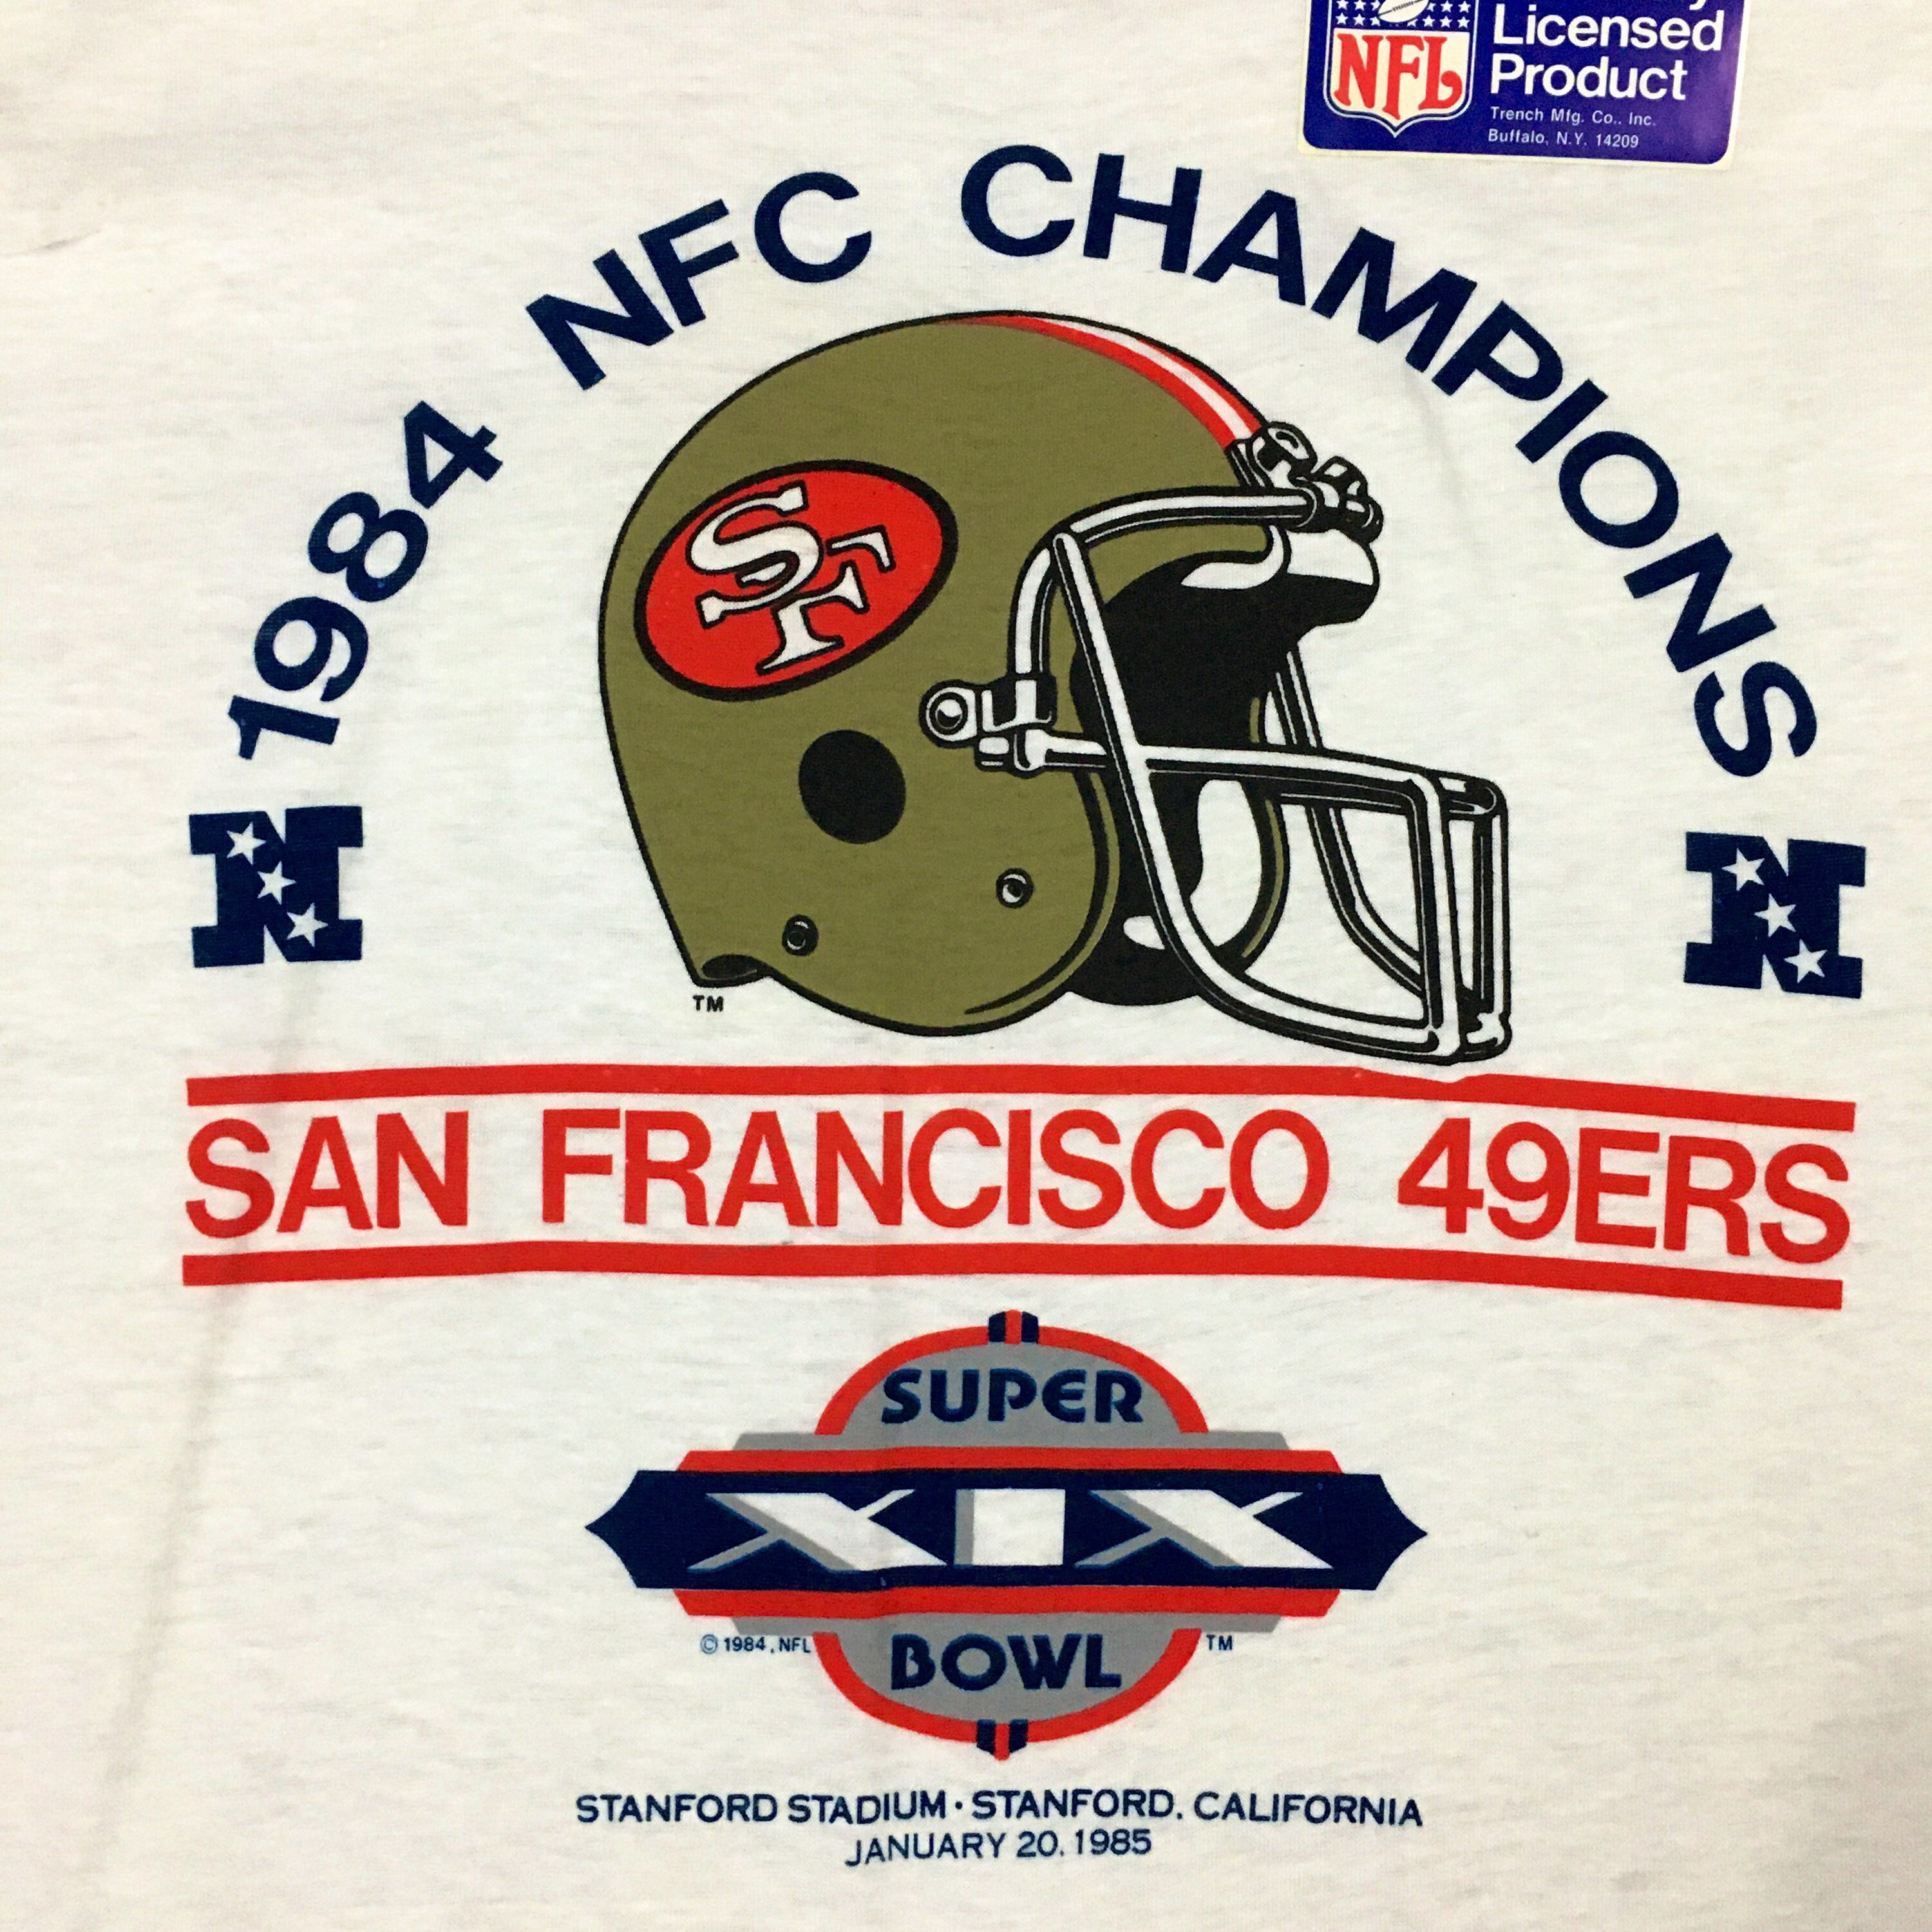 Licensed
Product
NFL
Trench Mfg. Co., Inc.
Buffalo, N.Y. 14209
1984 NFC CHAMPIONS
SF
N N
TM
SAN FRANCISCO 49ERS
SUPER
XIX
©1984, NFL TM
BOWL
STANFORD STADIUM · STANFORD, CALIFORNIA
JANUARY 20, 1985